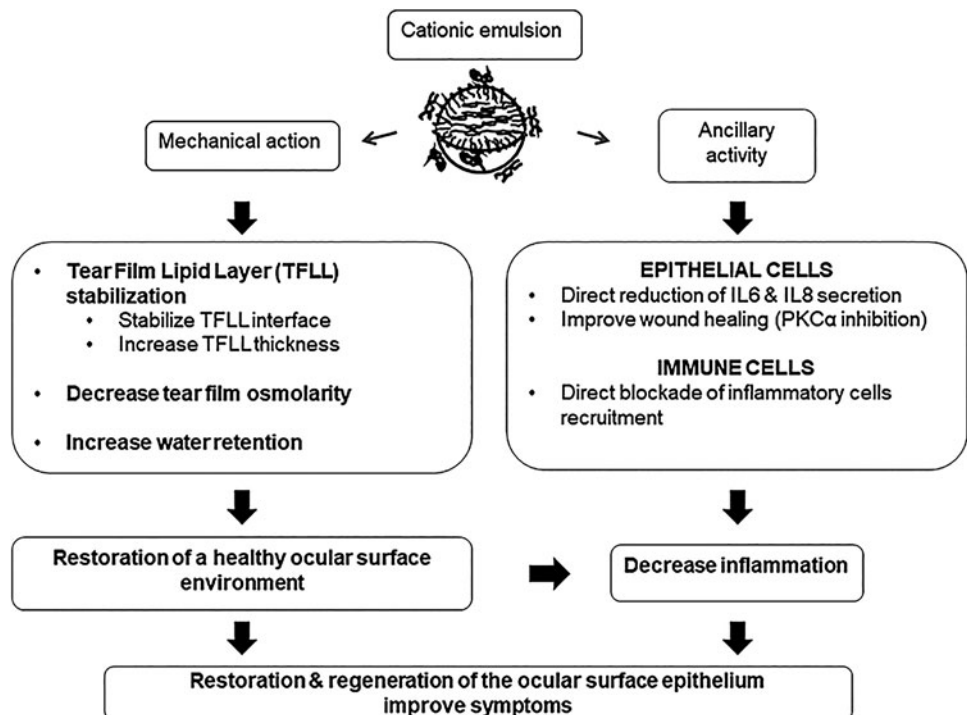 Cationic emulsion
Mechanical action
Ancillary
activity
• Tear Film Lipid Layer (TFLL)
stabilization
• Stabilize TFLL interface
• Increase TFLL thickness
• Decrease tear film osmolarity
• Increase water retention
EPITHELIAL CELLS
• Direct reduction of IL6 & IL8 secretion
• Improve wound healing (PKCα inhibition)
IMMUNE CELLS
• Direct blockade of inflammatory cells
recruitment
Restoration of a healthy ocular surface
environment
Decrease inflammation
Restoration & regeneration of the ocular surface epithelium
improve symptoms